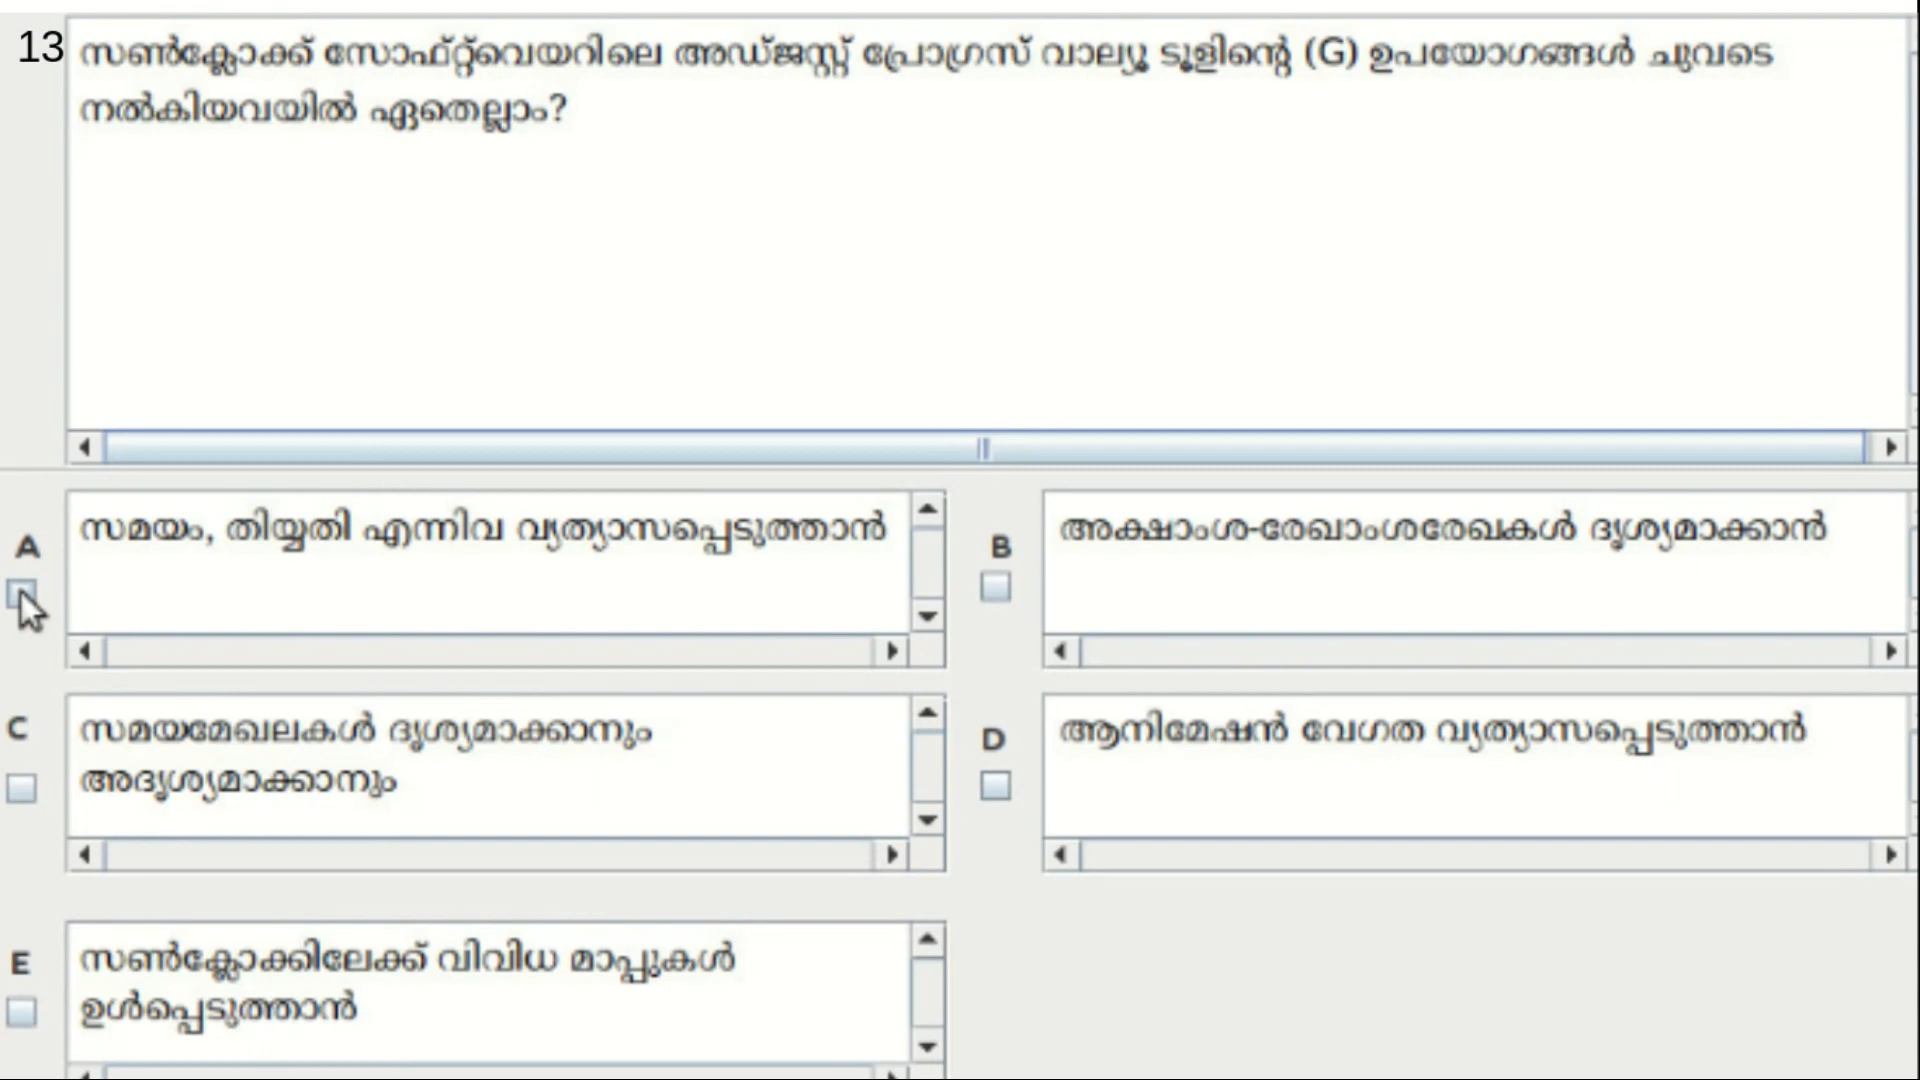 13
സൺക്ലോക്ക് സോഫ്റ്റ്‌വെയറിലെ അഡ്ജസ്റ്റ് പ്രോഗ്രസ് വാല്യൂ ടൂളിന്റെ (G) ഉപയോഗങ്ങൾ ചുവടെ
നൽകിയവയിൽ ഏതെല്ലാം?
A
സമയം, തിയ്യതി എന്നിവ വ്യത്യാസപ്പെടുത്താൻ
B
അക്ഷാംശ-രേഖാംശരേഖകൾ ദൃശ്യമാക്കാൻ
C
സമയമേഖലകൾ ദൃശ്യമാക്കാനും
അദൃശ്യമാക്കാനും
D
ആനിമേഷൻ വേഗത വ്യത്യാസപ്പെടുത്താൻ
E
സൺക്ലോക്കിലേക്ക് വിവിധ മാപ്പുകൾ
ഉൾപ്പെടുത്താൻ